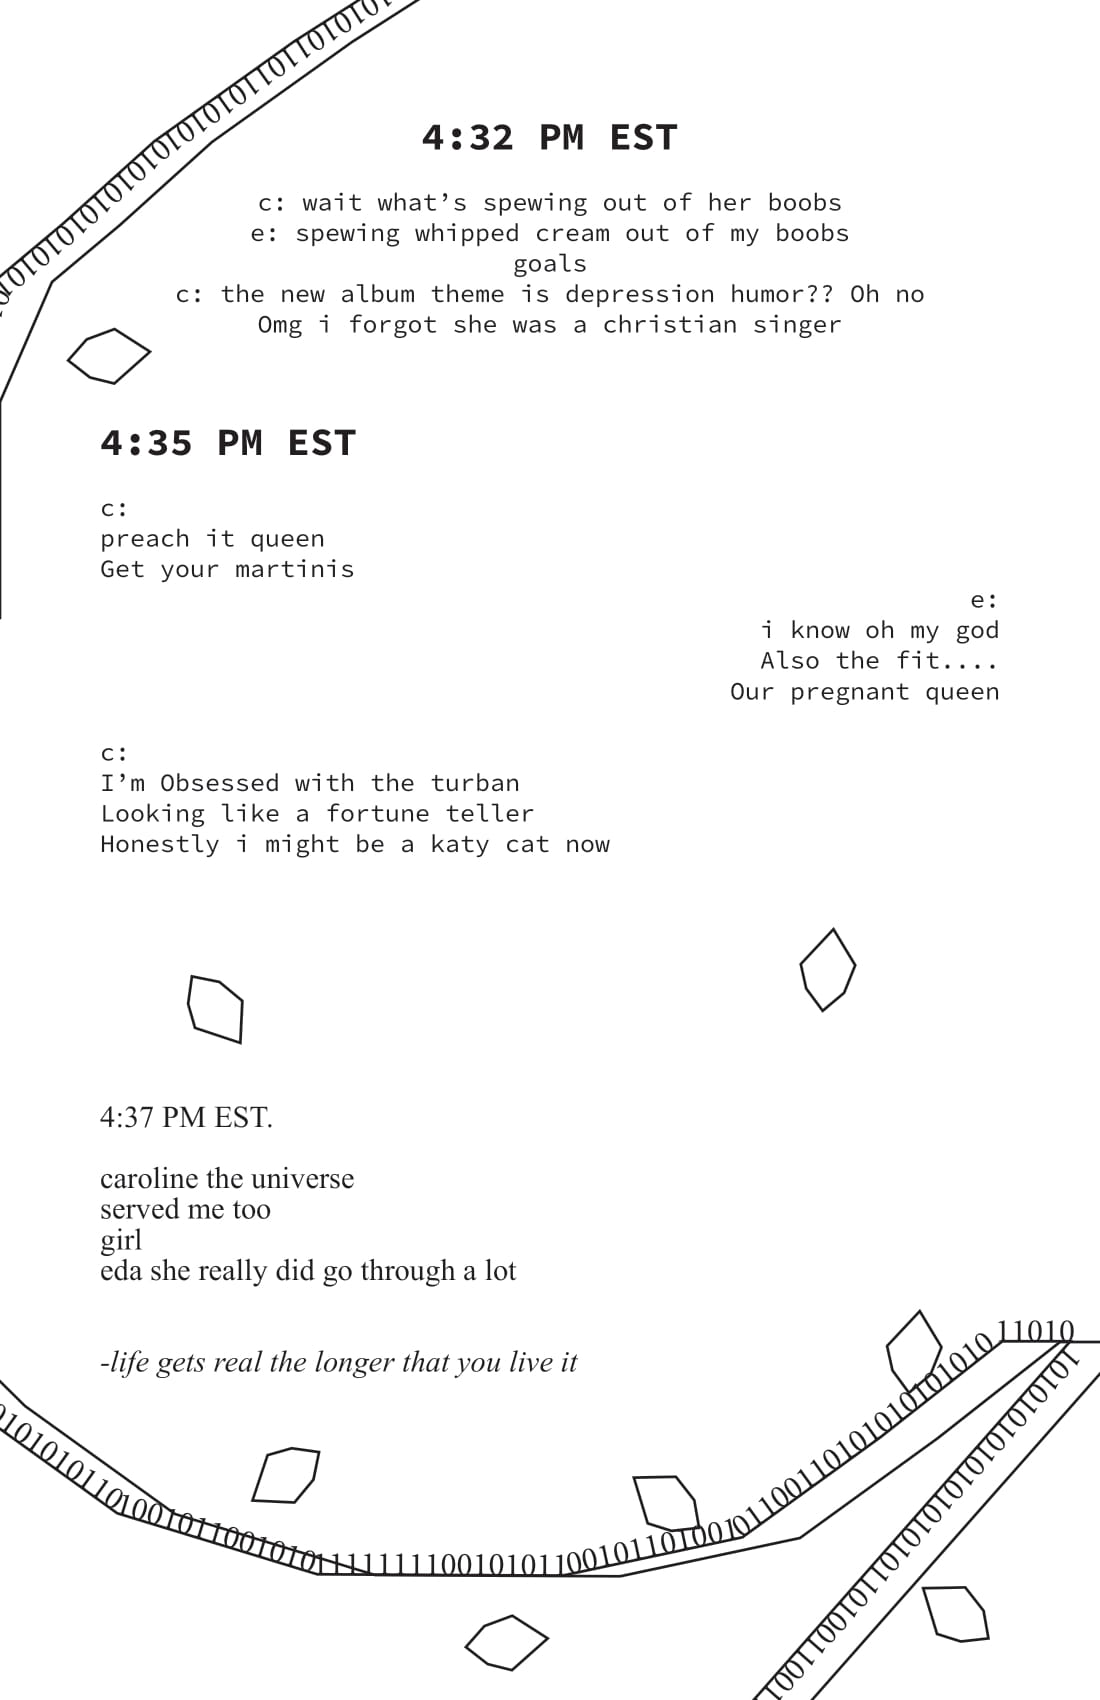 4:32 PM EST
c: wait what’s spewing out of her boobs
e: spewing whipped cream out of my boobs
goals
c: the new album theme is depression humor?? Oh no
Omg i forgot she was a christian singer
4:35 PM EST
c:
preach it queen
Get your martinis
e:
i know oh my god
Also the fit....
Our pregnant queen
c:
I’m Obsessed with the turban
Looking like a fortune teller
Honestly i might be a katy cat now
4:37 PM EST.
caroline the universe
served me too
girl
eda she really did go through a lot
-life gets real the longer that you live it
11010